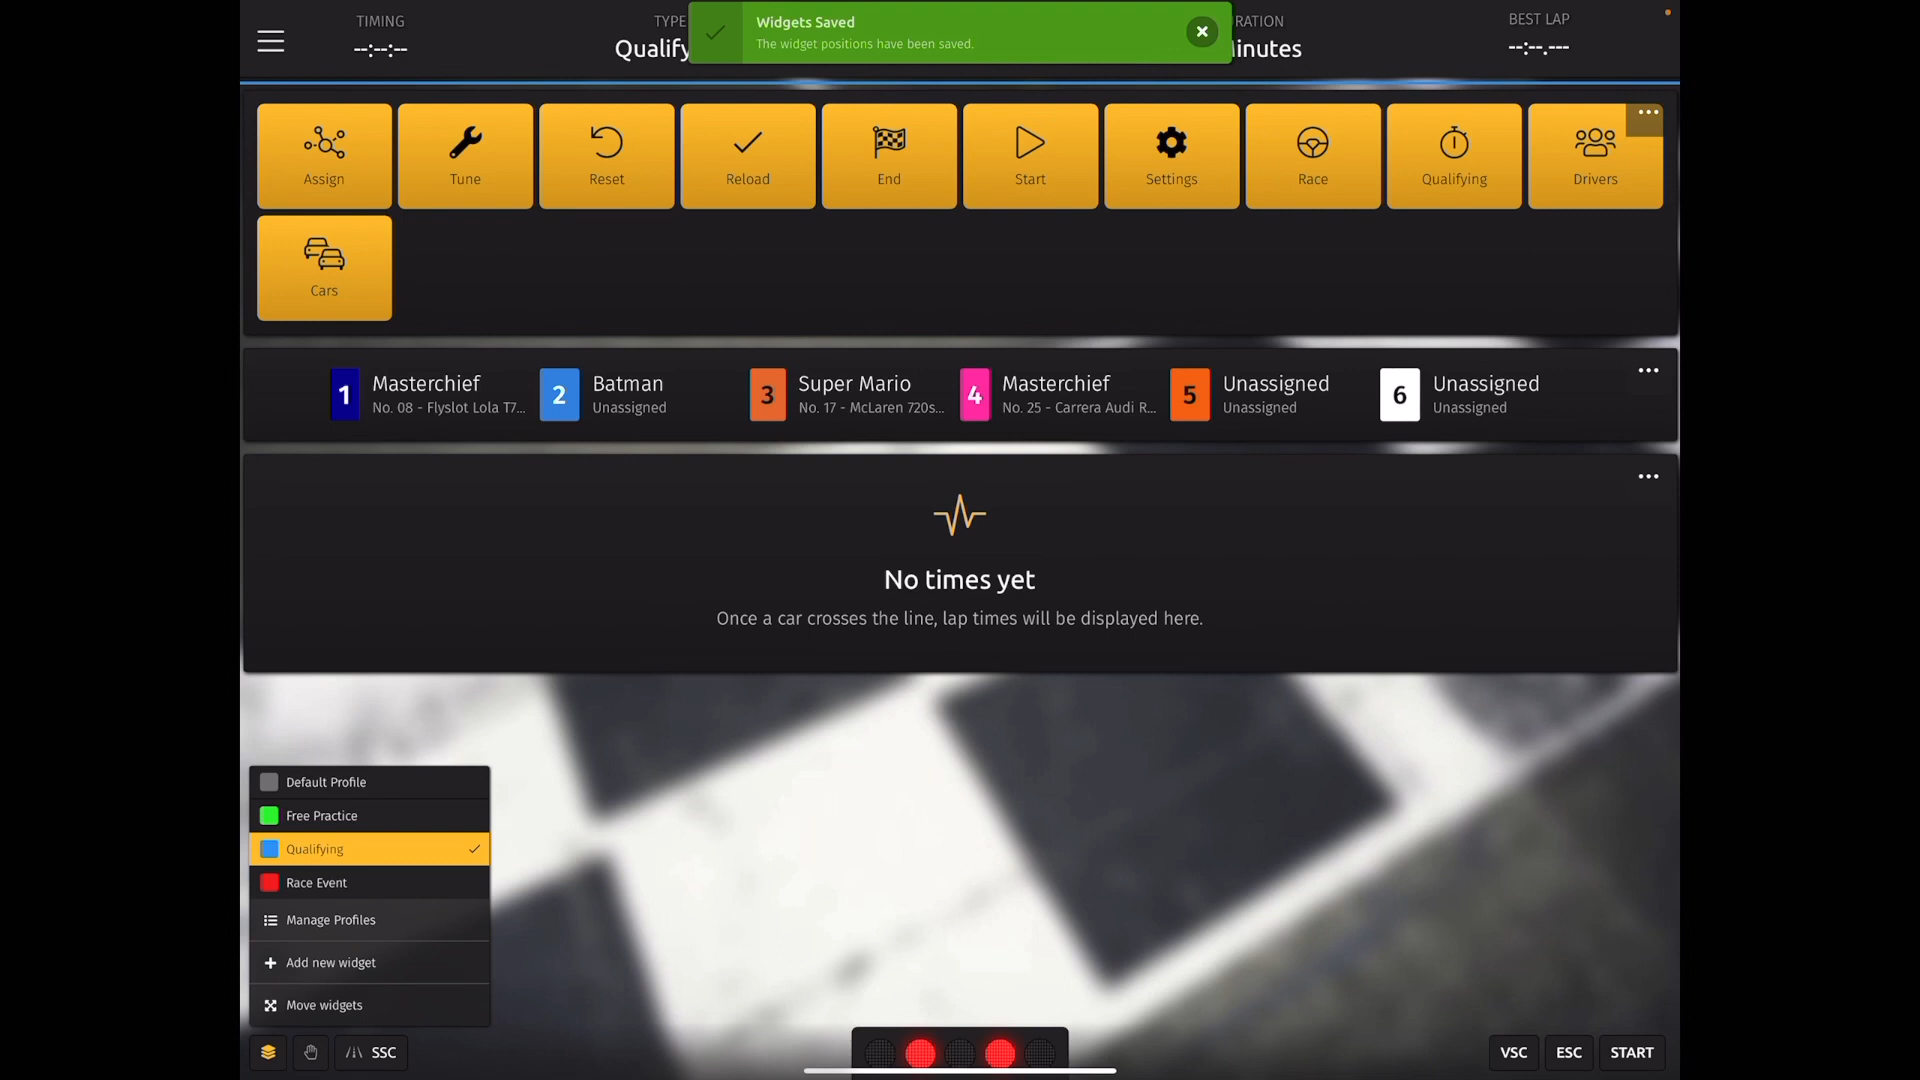 TIMING
--:--:--
TYPE
Qualify
Widgets Saved
The widget positions have been saved.
RATION
inutes
BEST LAP
--:--.---
Assign
Tune
Reset
Reload
End
Start
Settings
Race
Qualifying
Drivers
Cars
1
Masterchief
No. 08 - Flyslot Lola T7...
2
Batman
Unassigned
3
Super Mario
No. 17 - McLaren 720s...
4
Masterchief
No. 25 - Carrera Audi R...
5
Unassigned
Unassigned
6
Unassigned
Unassigned
No times yet
Once a car crosses the line, lap times will be displayed here.
Default Profile
Free Practice
Qualifying
Race Event
Manage Profiles
Add new widget
Move widgets
SSC
VSC
ESC
START